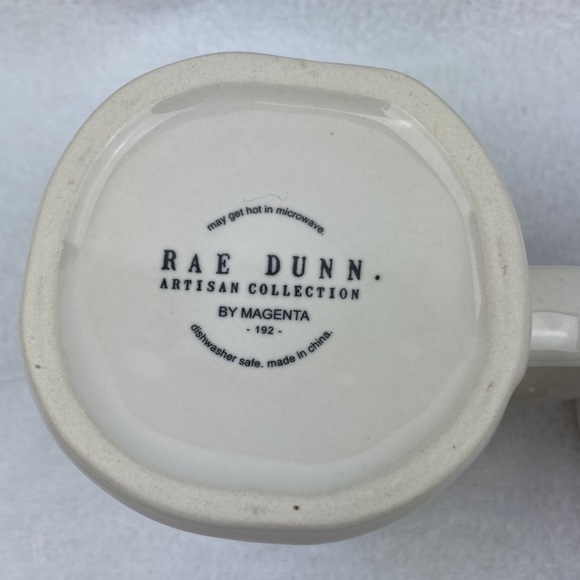 may get hot in microwave.
RAE DUNN.
ARTISAN COLLECTION
BY MAGENTA
- 192 -
dishwasher safe. made in china.